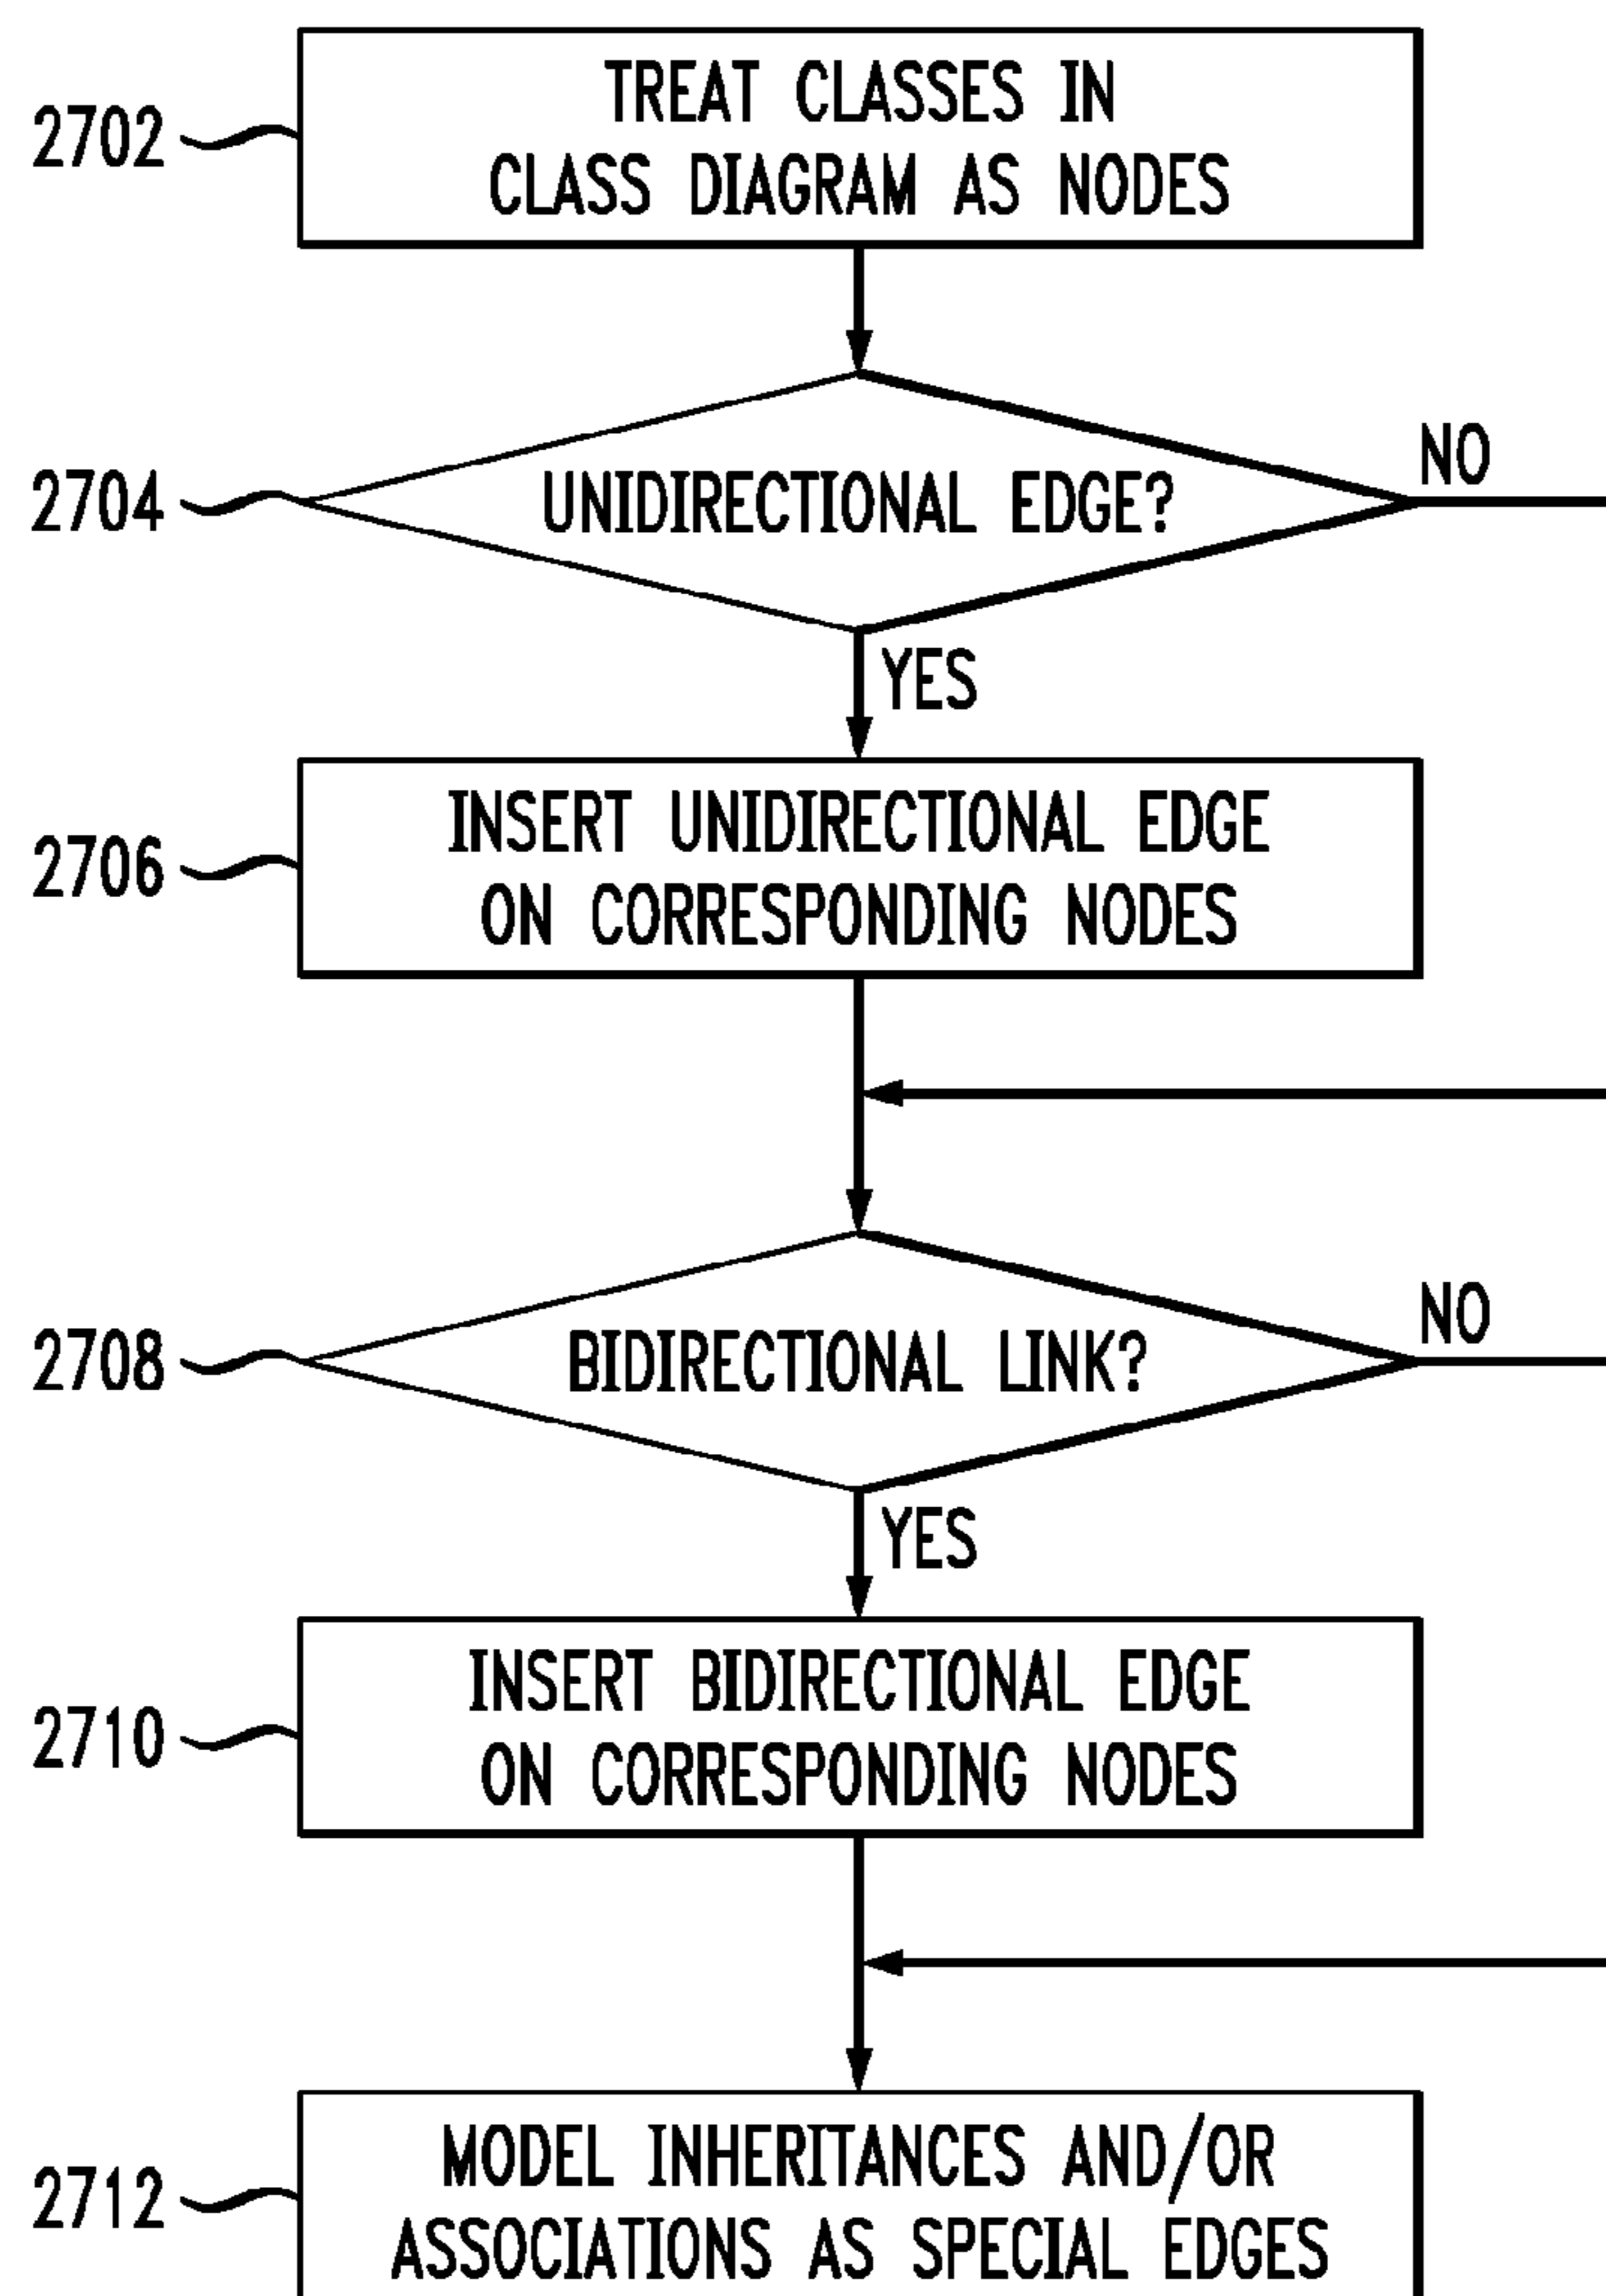 2702
TREAT CLASSES IN
CLASS DIAGRAM AS NODES
2704
UNIDIRECTIONAL EDGE?
NO
YES
2706
INSERT UNIDIRECTIONAL EDGE
ON CORRESPONDING NODES
2708
BIDIRECTIONAL LINK?
NO
YES
2710
INSERT BIDIRECTIONAL EDGE
ON CORRESPONDING NODES
2712
MODEL INHERITANCES AND/OR
ASSOCIATIONS AS SPECIAL EDGES